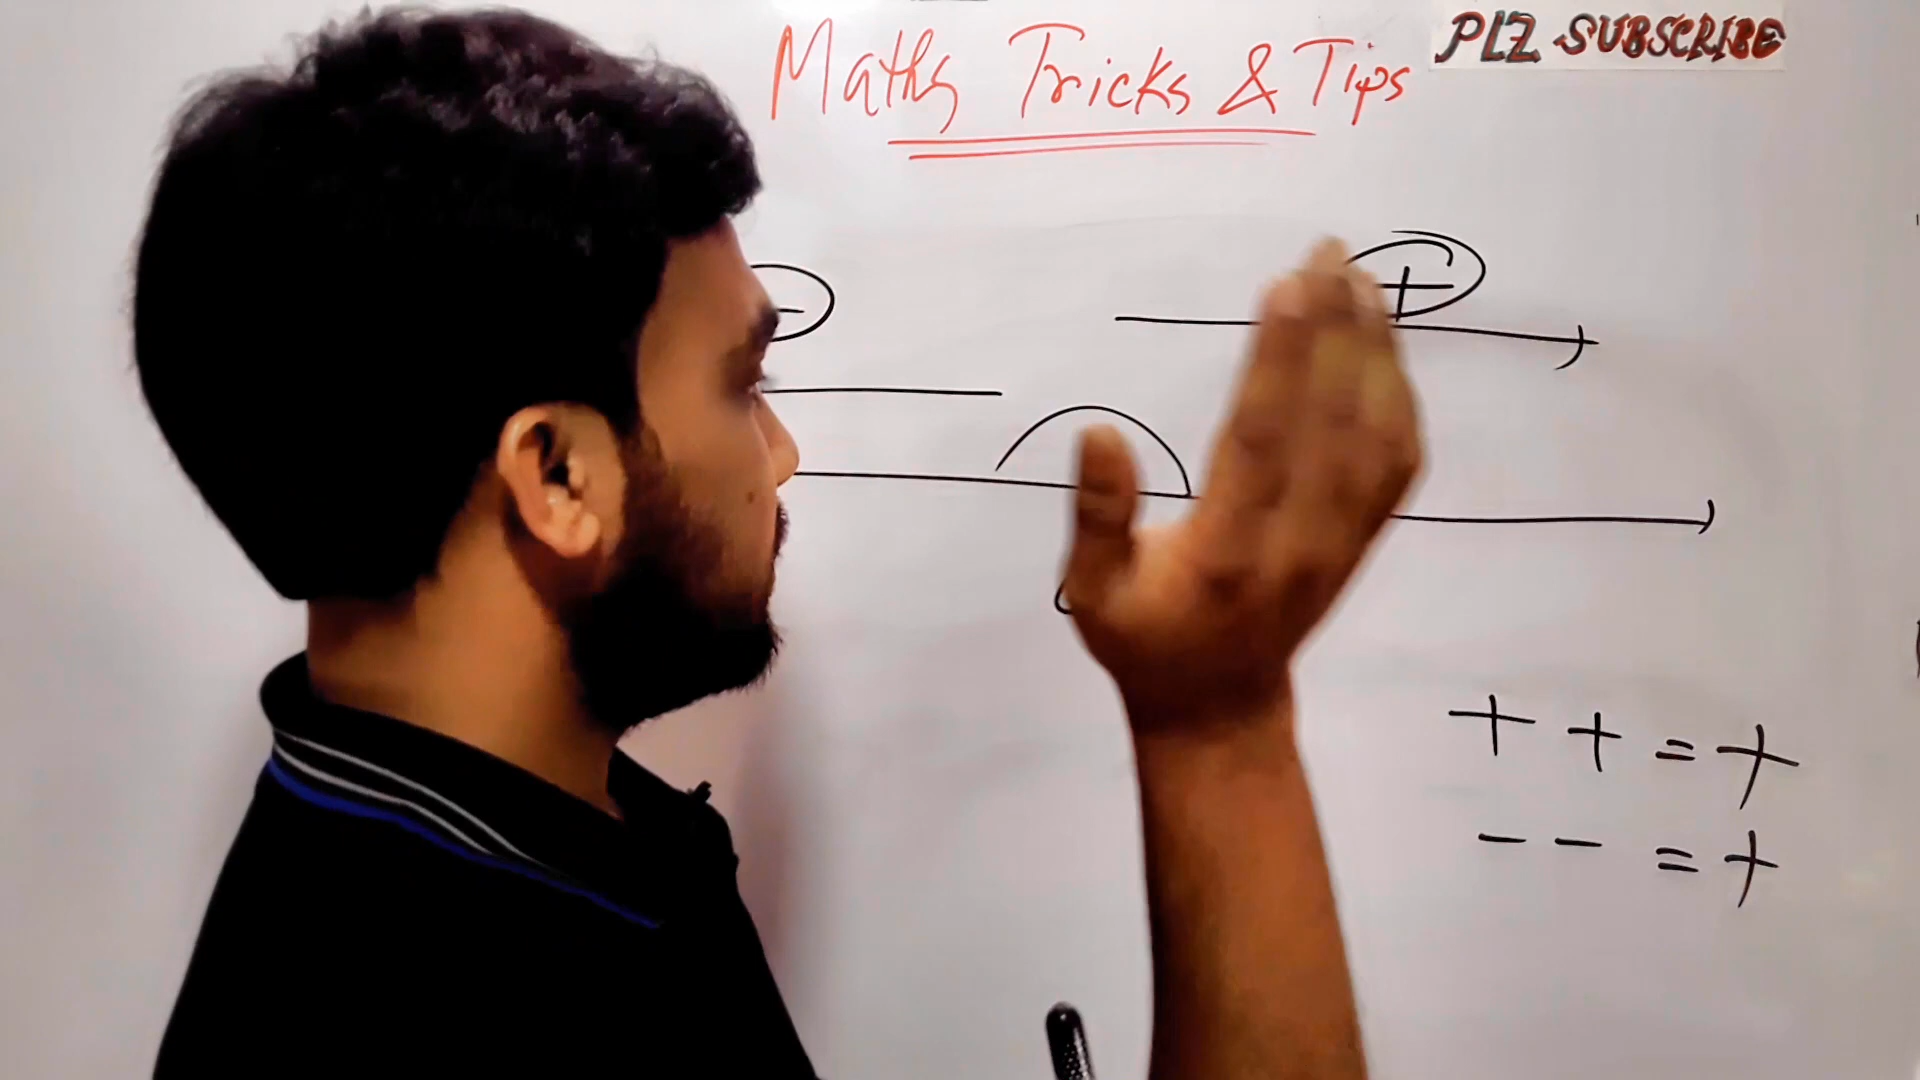 Maths Tricks & Tips
PLZ SUBSCRIBE
-
+
+ + = +
- - = +